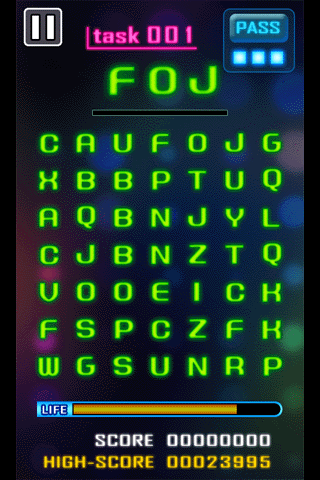 task 001
PASS
FOJ
C A U F O J G
X B B P T U Q
A Q B N J Y L
C J B N Z T Q
V O O E I C K
F S P C Z F K
W G S U N R P
LIFE
SCORE 00000000
HIGH-SCORE 00023995